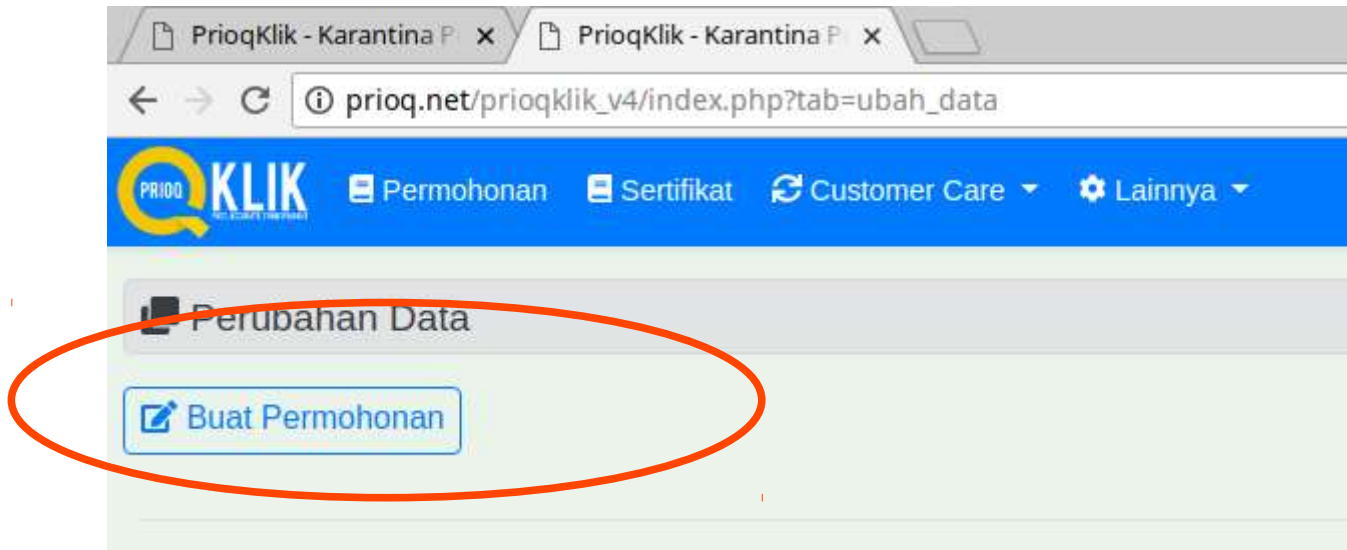 PrioqKlik - Karantina P PrioqKlik - Karantina P
prioq.net/prioqklik_v4/index.php?tab=ubah_data
PRIOQ KLIK Permohonan Sertifikat Customer Care Lainnya
Perubahan Data
Buat Permohonan